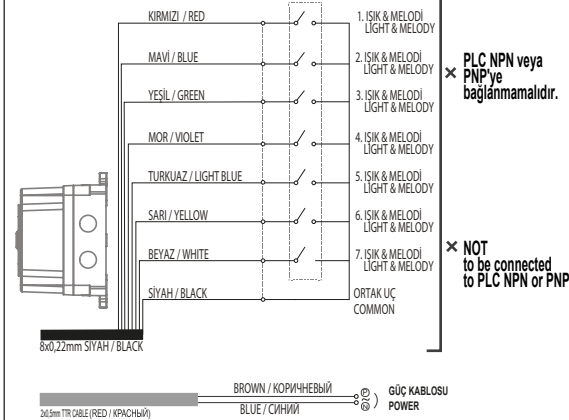 KIRMIZI / RED
1. IŞIK & MELODİ
LIGHT & MELODY
MAVİ / BLUE
2. IŞIK & MELODİ
LIGHT & MELODY
YEŞİL / GREEN
3. IŞIK & MELODİ
LIGHT & MELODY
MOR / VIOLET
4. IŞIK & MELODİ
LIGHT & MELODY
TURKUAZ / LIGHT BLUE
5. IŞIK & MELODİ
LIGHT & MELODY
SARI / YELLOW
6. IŞIK & MELODİ
LIGHT & MELODY
BEYAZ / WHITE
7. IŞIK & MELODİ
LIGHT & MELODY
SİYAH / BLACK
ORTAK UÇ
COMMON
× PLC NPN veya
PNP'ye
bağlanmamalıdır.
× NOT
to be connected
to PLC NPN or PNP
8x0,22mm SİYAH / BLACK
2x0,5mm TTR CABLE (RED / КРАСНЫЙ)
BROWN / КОРИЧНЕВЫЙ
BLUE / СИНИЙ
P
N
GÜÇ KABLOSU
POWER